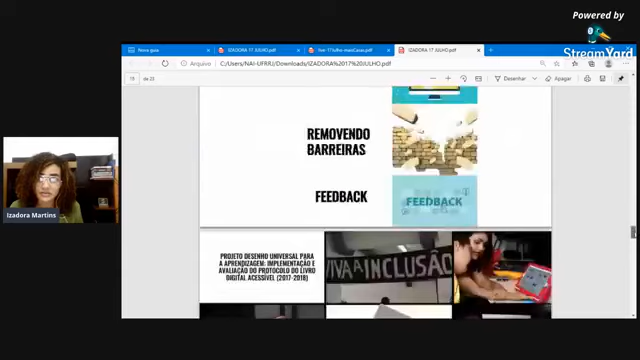 Powered by
StreamYard
Nova guia
IZADORA 17 JULHO.pdf
IZADORA 17 JULHO.pdf
Arquivo
C:/Users/NAI-UFRRJ/Downloads/IZADORA%2017%20JULHO.pdf
15
de 23
Desenhar
Apagar
REMOVENDO
BARREIRAS
FEEDBACK
FEEDBACK
Izadora Martins
PROJETO DESENHO UNIVERSAL PARA
A APRENDIZAGEM: IMPLEMENTAÇÃO E
AVALIAÇÃO DO PROTOCOLO DO LIVRO
DIGITAL ACESSÍVEL (2017-2018)
VIVA A INCLUSÃO